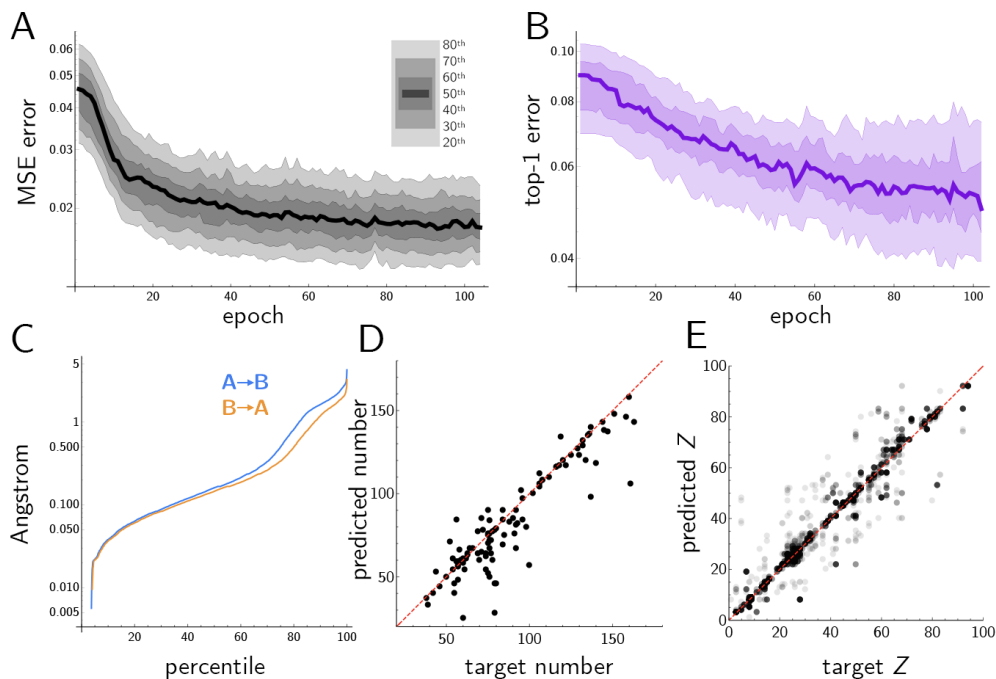 A
MSE error
0.06
0.05
0.04
0.03
0.02
80th
70th
60th
50th
40th
30th
20th
20
40
60
80
100
epoch
B
top-1 error
0.10
0.08
0.06
0.04
20
40
60
80
100
epoch
C
Angstrom
5
1
0.500
0.100
0.050
0.010
0.005
A→B
B→A
0
20
40
60
80
100
percentile
D
predicted number
150
100
50
50
100
150
target number
E
predicted Z
100
80
60
40
20
0
0
20
40
60
80
100
target Z